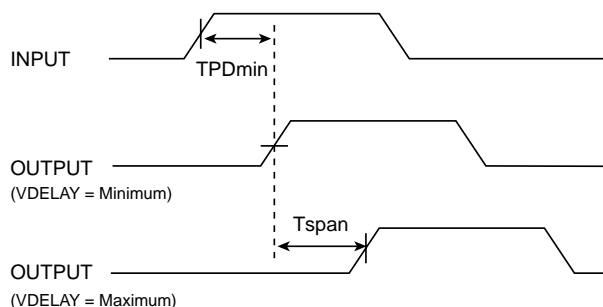 INPUT
TPDmin
OUTPUT
(VDELAY = Minimum)
Tspan
OUTPUT
(VDELAY = Maximum)